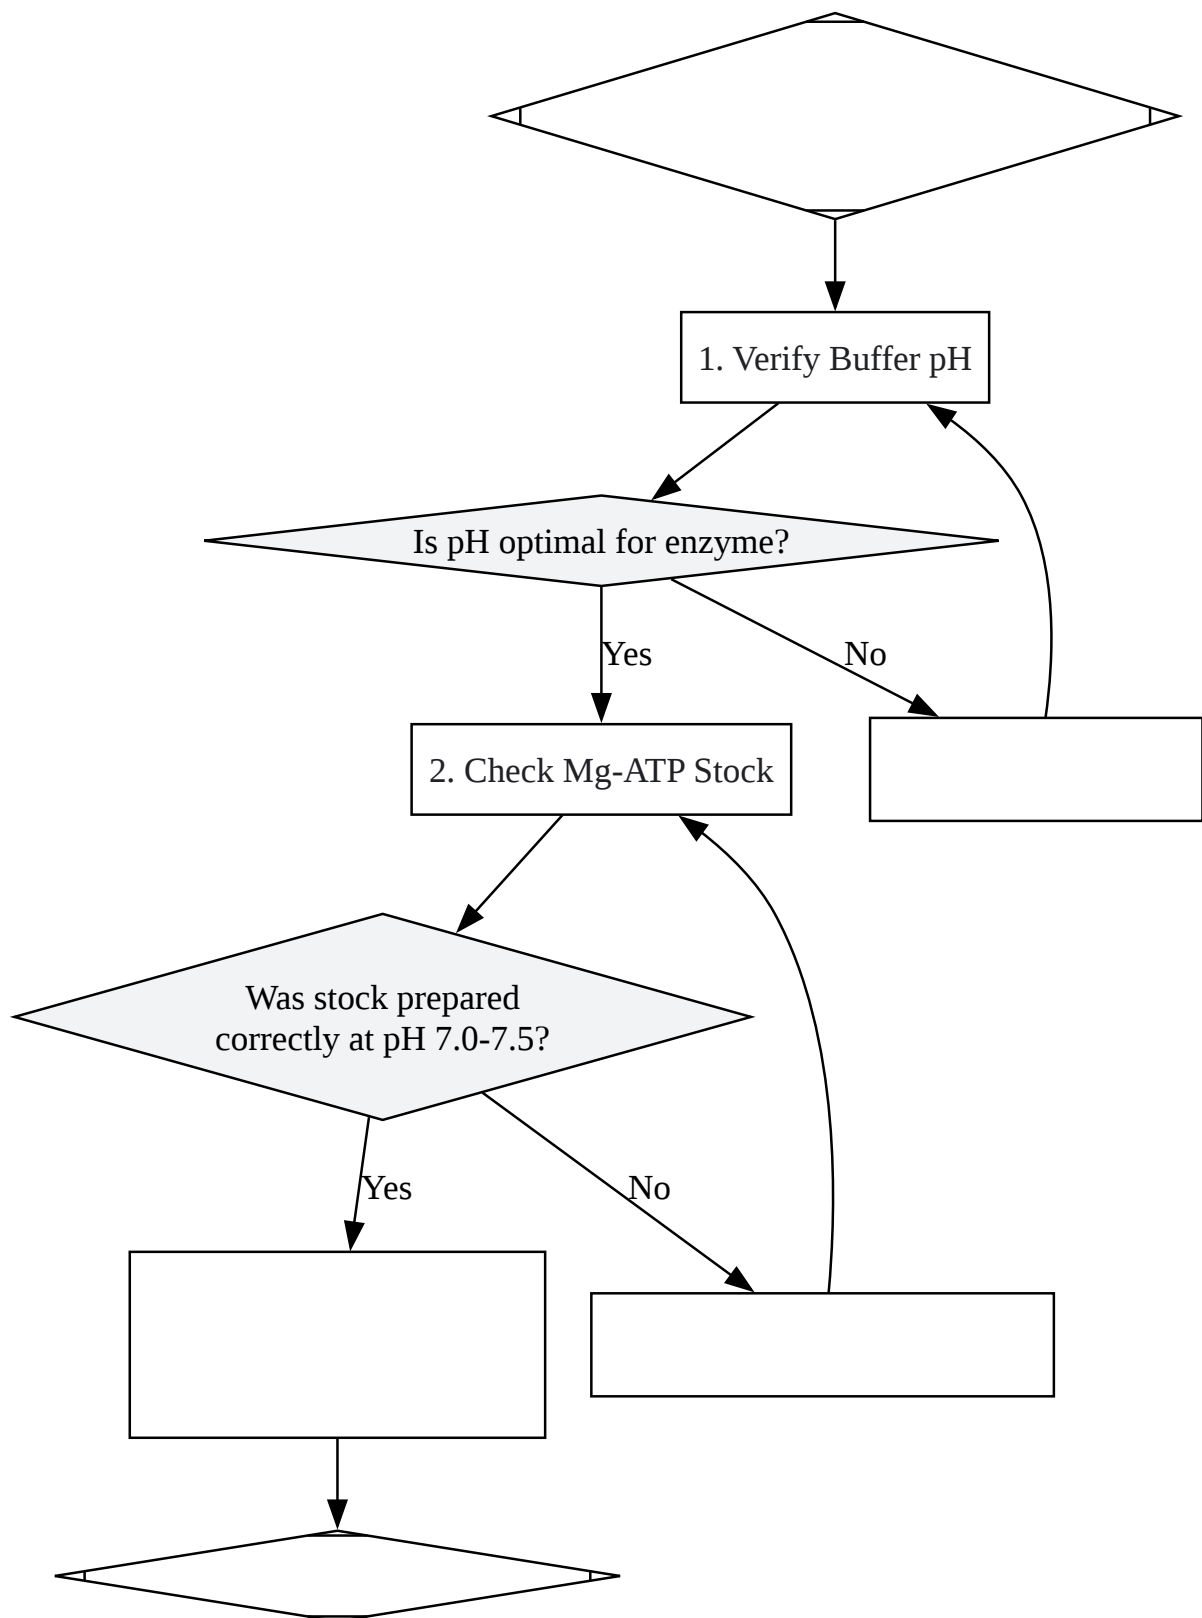 1. Verify Buffer pH
Is pH optimal for enzyme?
Yes
No
2. Check Mg-ATP Stock
Was stock prepared
correctly at pH 7.0-7.5?
Yes
No